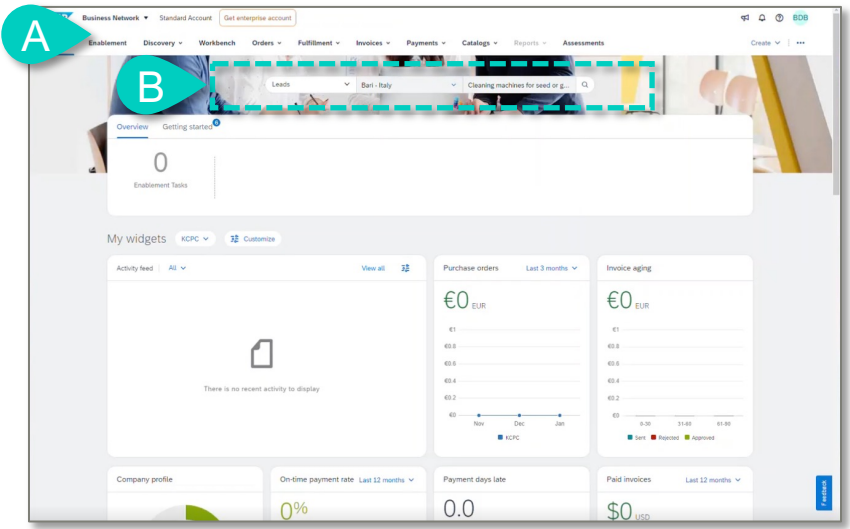 A
Business Network Standard Account Get enterprise account BDB
Enablement Discovery Workbench Orders Fulfillment Invoices Payments Catalogs Reports Assessments Create
B
Leads Bari - Italy Cleaning machines for seed or g...
Overview Getting started 6
0
Enablement Tasks
My widgets KCPC Customize
Activity feed All View all
There is no recent activity to display
Purchase orders Last 3 months
€0 EUR
€1
€0.8
€0.6
€0.4
€0.2
€0
Nov Dec Jan
KCPC
Invoice aging
€0 EUR
€1
€0.8
€0.6
€0.4
€0.2
€0
0-30 31-60 61-90
Sent Rejected Approved
Company profile
On-time payment rate Last 12 months
0%
Payment days late
0.0
Paid invoices Last 12 months
$0 USD
Feedback